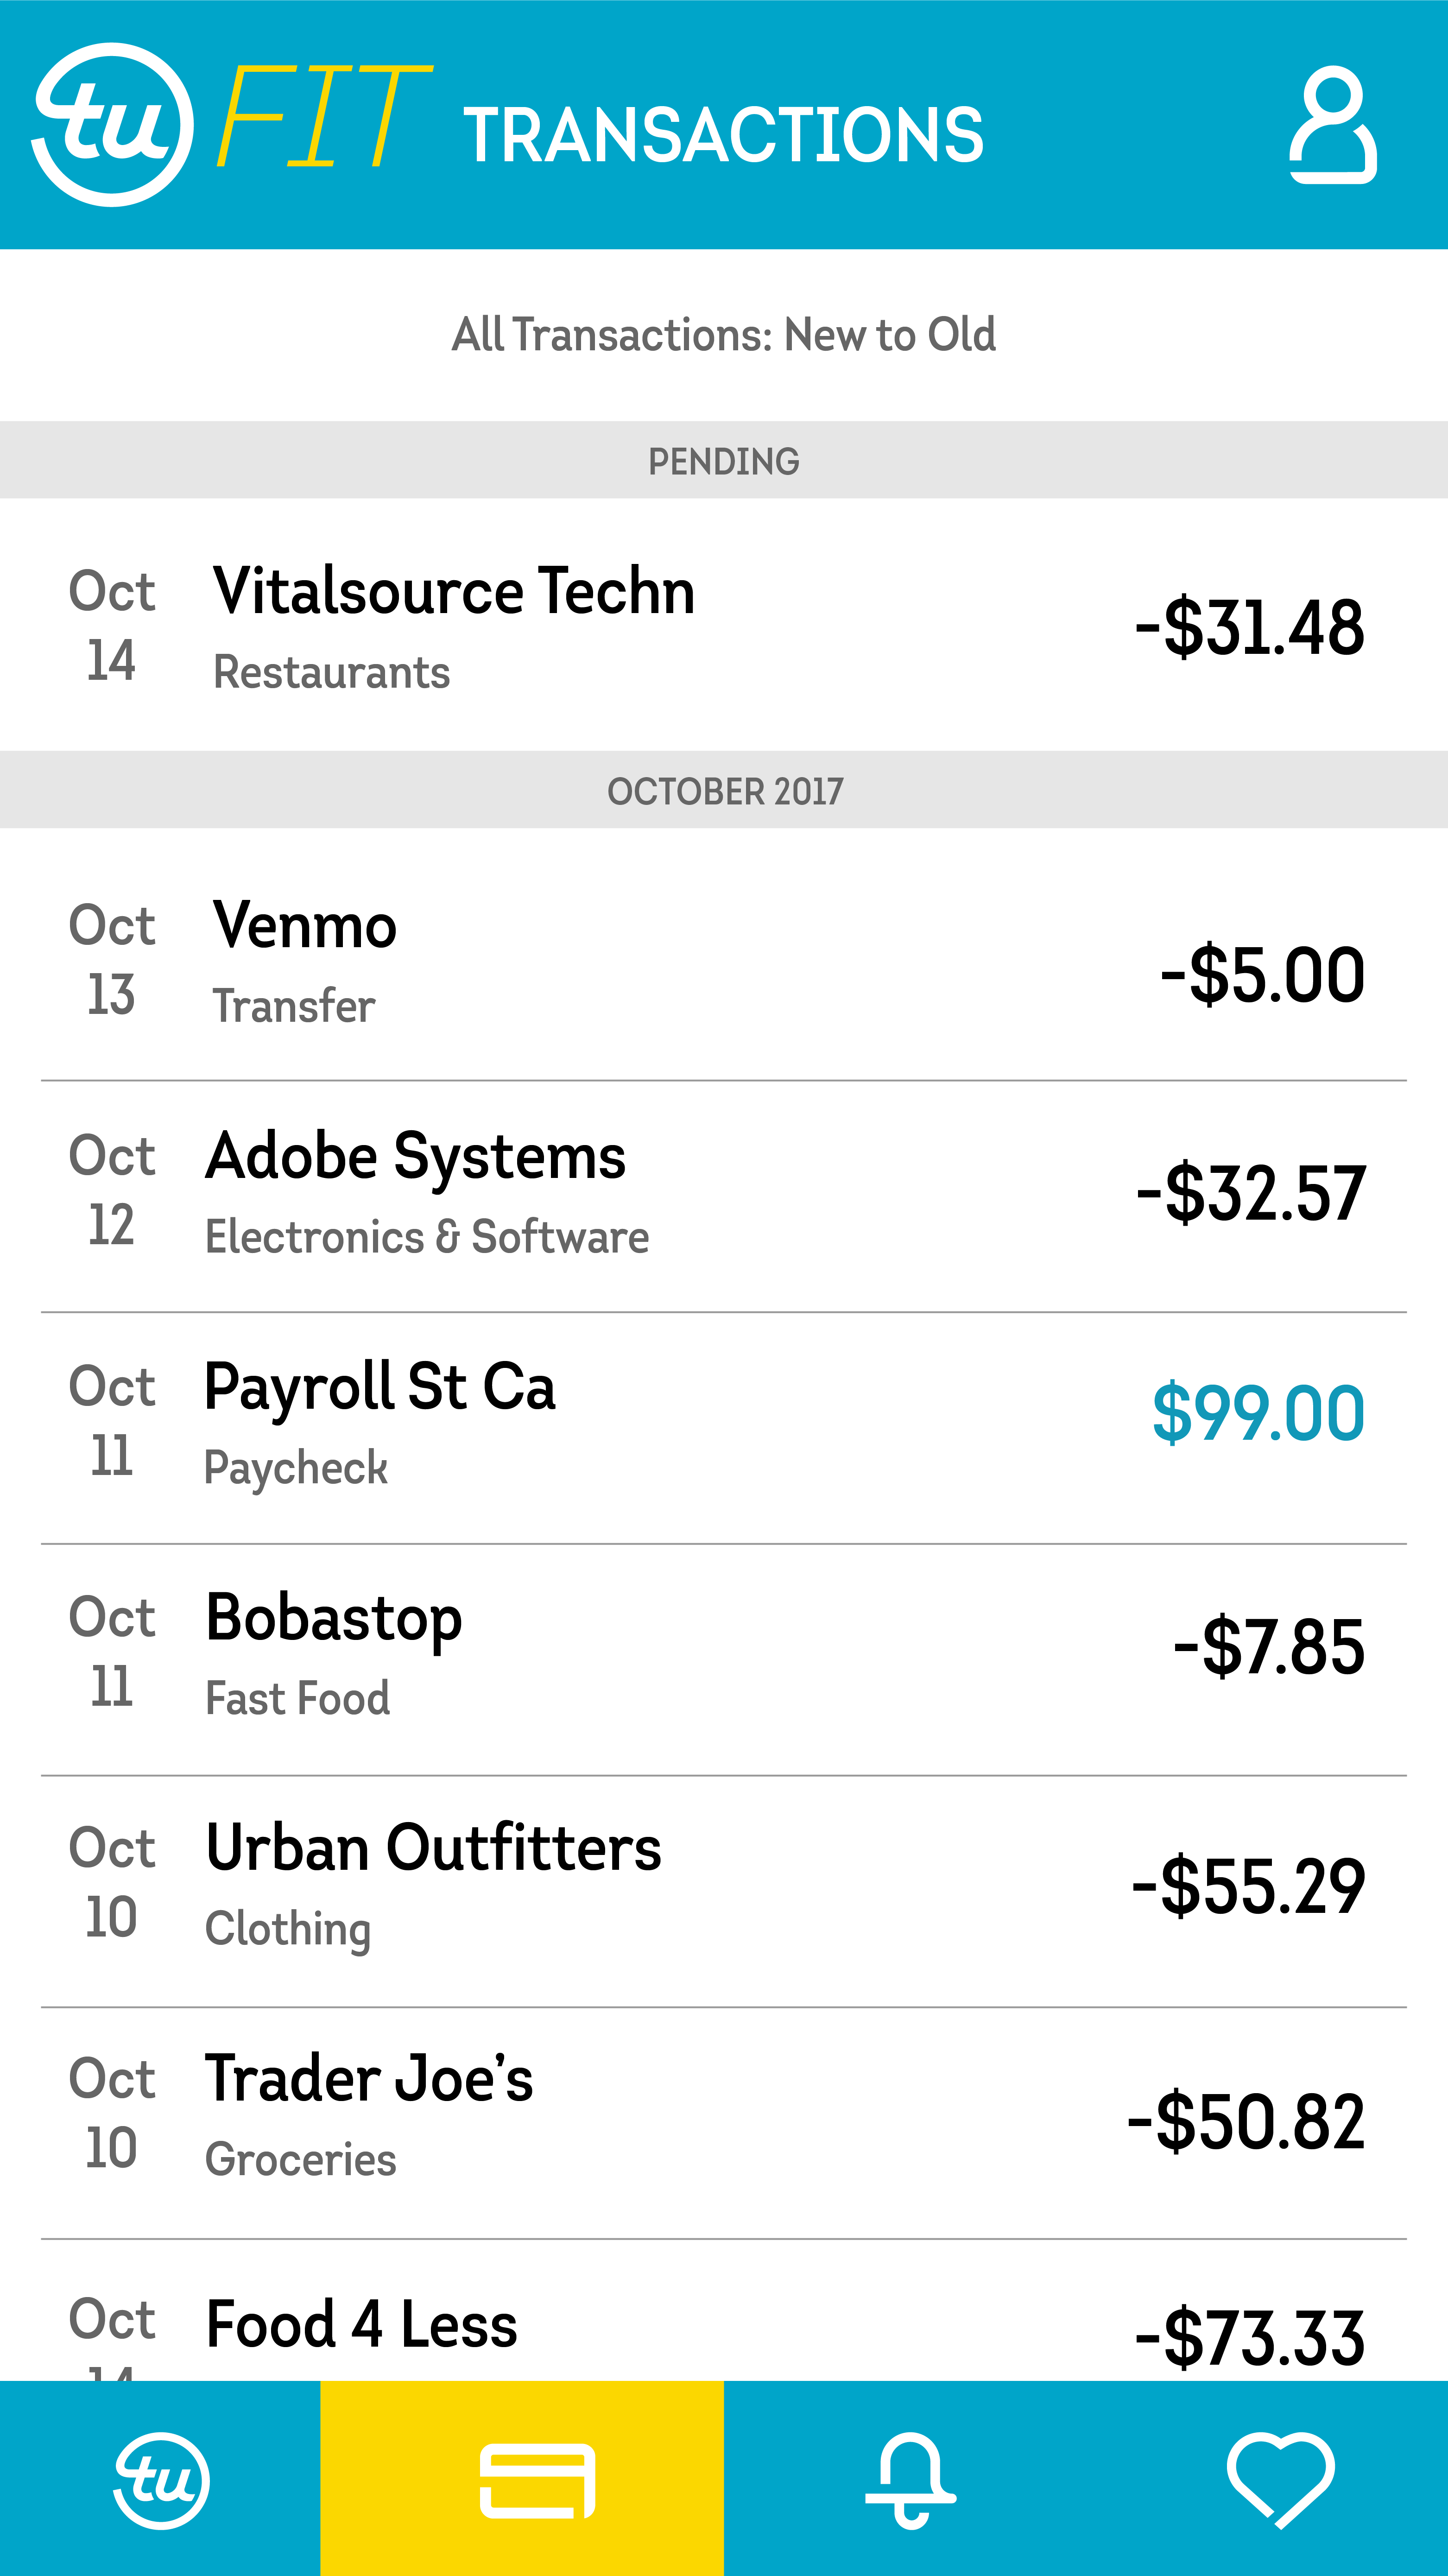 tu FIT TRANSACTIONS
All Transactions: New to Old
PENDING
Oct 14 Vitalsource Techn -$31.48
Restaurants
OCTOBER 2017
Oct 13 Venmo -$5.00
Transfer
Oct 12 Adobe Systems -$32.57
Electronics & Software
Oct 11 Payroll St Ca $99.00
Paycheck
Oct 11 Bobastop -$7.85
Fast Food
Oct 10 Urban Outfitters -$55.29
Clothing
Oct 10 Trader Joe’s -$50.82
Groceries
Oct Food 4 Less -$73.33
tu